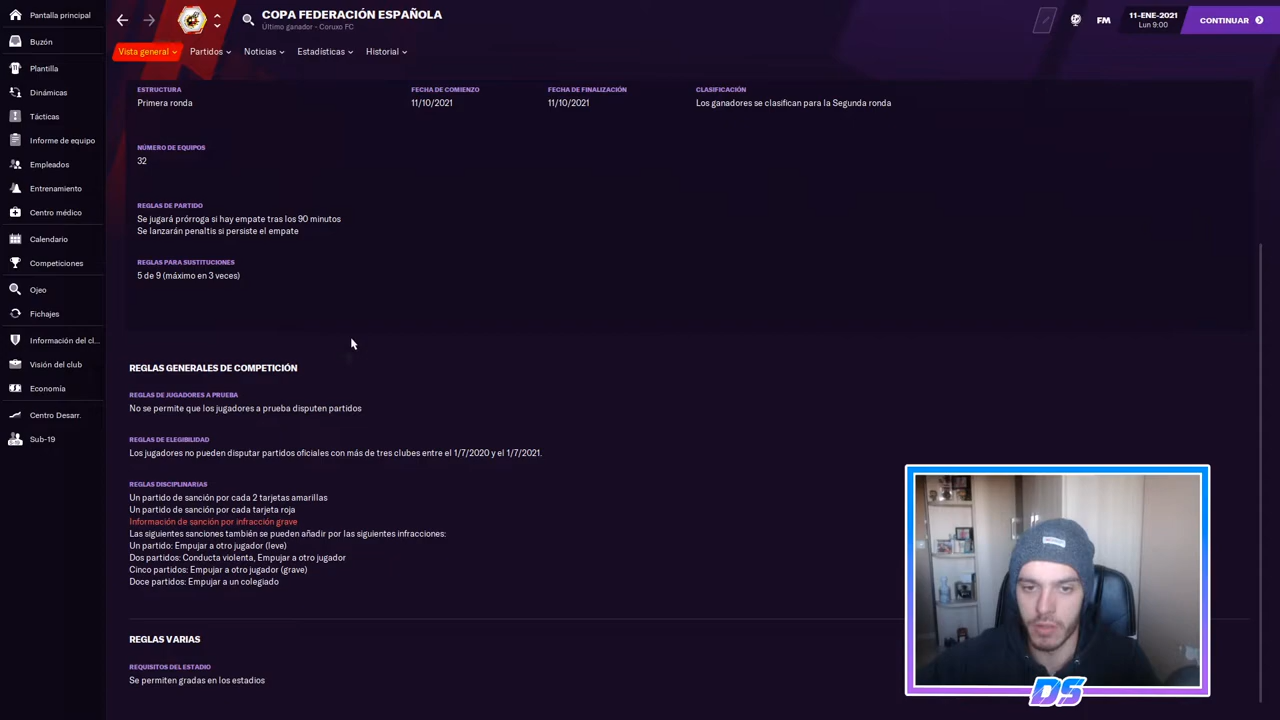 Pantalla principal
Buzón
Plantilla
Dinámicas
Tácticas
Informe de equipo
Empleados
Entrenamiento
Centro médico
Calendario
Competiciones
Ojeo
Fichajes
Información del cl...
Visión del club
Economía
Centro Desarr.
Sub-19
COPA FEDERACIÓN ESPAÑOLA
Último ganador - Coruxo FC
FM
11-ENE-2021
Lun 9:00
CONTINUAR
Vista general
Partidos
Noticias
Estadísticas
Historial
ESTRUCTURA
Primera ronda
FECHA DE COMIENZO
11/10/2021
FECHA DE FINALIZACIÓN
11/10/2021
CLASIFICACIÓN
Los ganadores se clasifican para la Segunda ronda
NÚMERO DE EQUIPOS
32
REGLAS DE PARTIDO
Se jugará prórroga si hay empate tras los 90 minutos
Se lanzarán penaltis si persiste el empate
REGLAS PARA SUSTITUCIONES
5 de 9 (máximo en 3 veces)
REGLAS GENERALES DE COMPETICIÓN
REGLAS DE JUGADORES A PRUEBA
No se permite que los jugadores a prueba disputen partidos
REGLAS DE ELEGIBILIDAD
Los jugadores no pueden disputar partidos oficiales con más de tres clubes entre el 1/7/2020 y el 1/7/2021.
REGLAS DISCIPLINARIAS
Un partido de sanción por cada 2 tarjetas amarillas
Un partido de sanción por cada tarjeta roja
Información de sanción por infracción grave
Las siguientes sanciones también se pueden añadir por las siguientes infracciones:
Un partido: Empujar a otro jugador (leve)
Dos partidos: Conducta violenta, Empujar a otro jugador
Cinco partidos: Empujar a otro jugador (grave)
Doce partidos: Empujar a un colegiado
REGLAS VARIAS
REQUISITOS DEL ESTADIO
Se permiten gradas en los estadios
DS